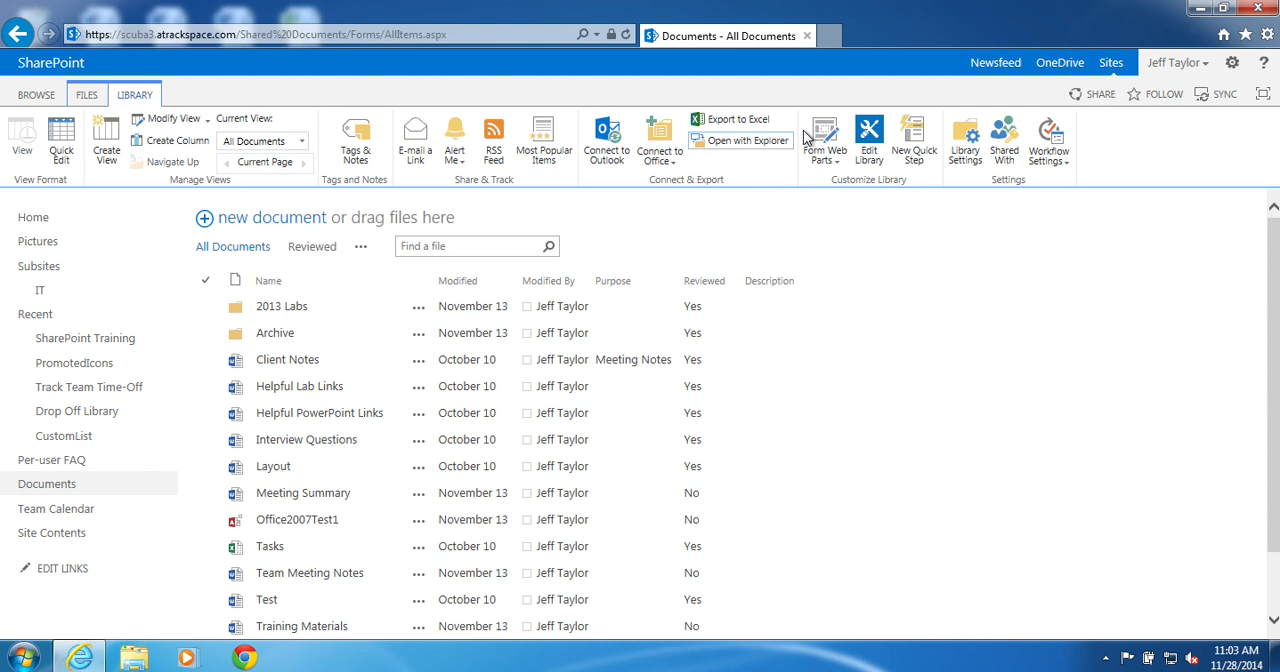 https://scuba3.atrackspace.com/Shared%20Documents/Forms/AllItems.aspx
Documents - All Documents
SharePoint
Newsfeed OneDrive Sites Jeff Taylor ?
BROWSE FILES LIBRARY
SHARE FOLLOW SYNC
View
Quick Edit
View Format
Create View
Modify View
Create Column
Navigate Up
Current View:
All Documents
Current Page
Manage Views
Tags & Notes
Tags and Notes
E-mail a Link
Alert Me
RSS Feed
Most Popular Items
Share & Track
Connect to Outlook
Connect to Office
Export to Excel
Open with Explorer
Connect & Export
Form Web Parts
Edit Library
New Quick Step
Customize Library
Library Settings
Shared With
Workflow Settings
Settings
Home
Pictures
Subsites
IT
Recent
SharePoint Training
PromotedIcons
Track Team Time-Off
Drop Off Library
CustomList
Per-user FAQ
Documents
Team Calendar
Site Contents
EDIT LINKS
new document or drag files here
All Documents Reviewed ... Find a file
Name Modified Modified By Purpose Reviewed Description
2013 Labs ... November 13 Jeff Taylor Yes
Archive ... November 13 Jeff Taylor Yes
Client Notes ... October 10 Jeff Taylor Meeting Notes Yes
Helpful Lab Links ... October 10 Jeff Taylor Yes
Helpful PowerPoint Links ... October 10 Jeff Taylor Yes
Interview Questions ... October 10 Jeff Taylor Yes
Layout ... October 10 Jeff Taylor Yes
Meeting Summary ... November 13 Jeff Taylor No
Office2007Test1 ... November 13 Jeff Taylor No
Tasks ... October 10 Jeff Taylor Yes
Team Meeting Notes ... November 13 Jeff Taylor No
Test ... October 10 Jeff Taylor Yes
Training Materials ... November 13 Jeff Taylor No
11:03 AM
11/28/2014